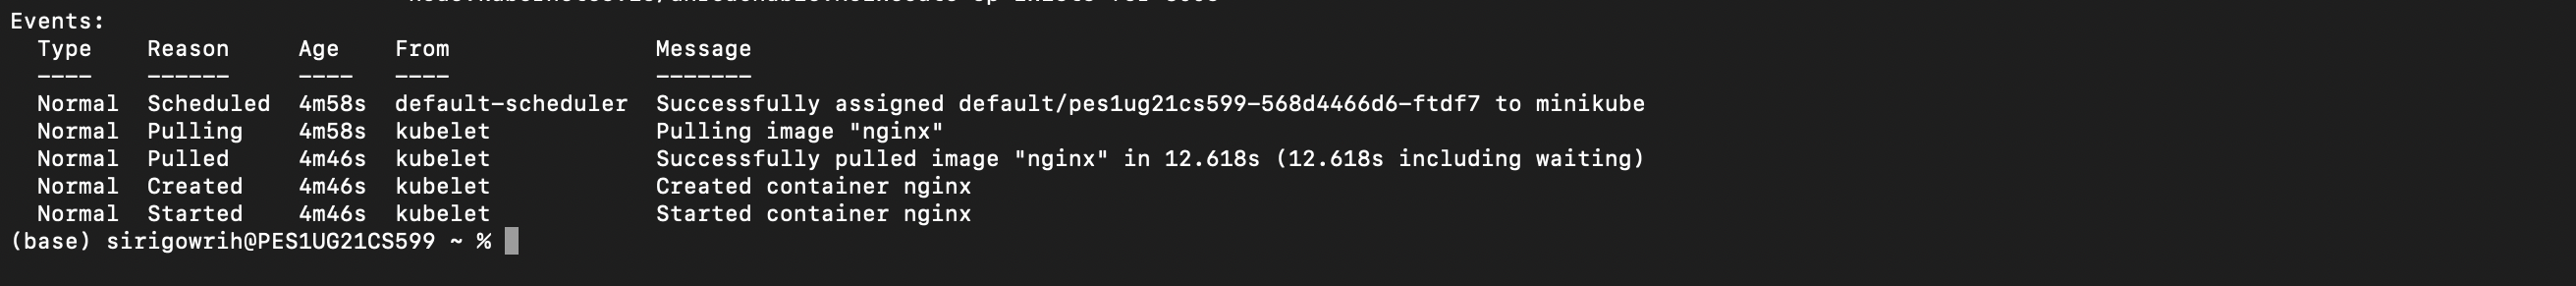 Events:
Type Reason Age From Message
---- ------ ---- ---- -------
Normal Scheduled 4m58s default-scheduler Successfully assigned default/pes1ug21cs599-568d4466d6-ftdf7 to minikube
Normal Pulling 4m58s kubelet Pulling image "nginx"
Normal Pulled 4m46s kubelet Successfully pulled image "nginx" in 12.618s (12.618s including waiting)
Normal Created 4m46s kubelet Created container nginx
Normal Started 4m46s kubelet Started container nginx
(base) sirigowrih@PES1UG21CS599 ~ %